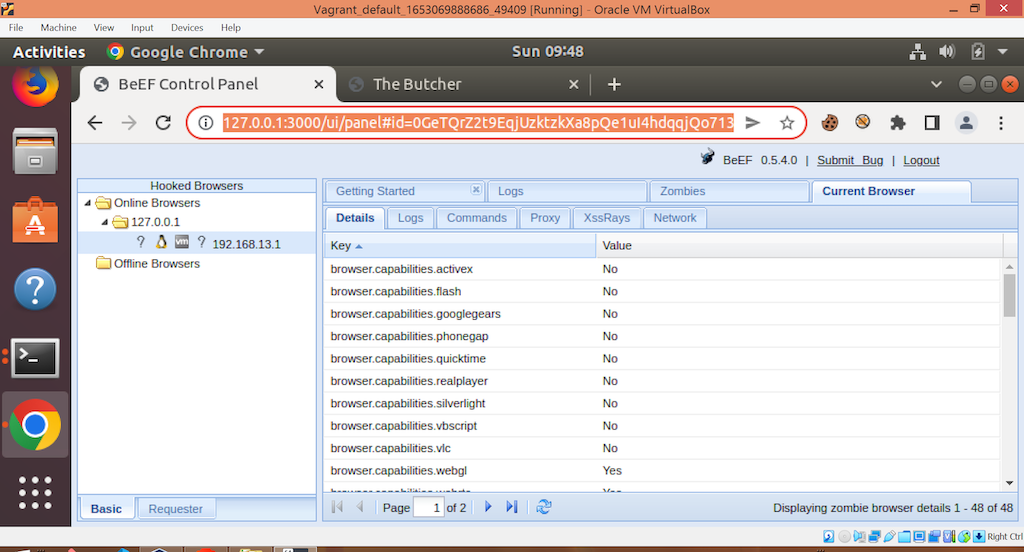 Vagrant_default_1653069888686_49409 [Running] - Oracle VM VirtualBox
File Machine View Input Devices Help
Activities Google Chrome Sun 09:48
BeEF Control Panel The Butcher
127.0.0.1:3000/ui/panel#id=0GeTQrZ2t9EqjUzktzkXa8pQe1uI4hdqqjQo713
BeEF 0.5.4.0 | Submit Bug | Logout
Hooked Browsers
Online Browsers
127.0.0.1
? vm ? 192.168.13.1
Offline Browsers
Basic Requester
Getting Started Logs Zombies Current Browser
Details Logs Commands Proxy XssRays Network
Key Value
browser.capabilities.activex No
browser.capabilities.flash No
browser.capabilities.googlegears No
browser.capabilities.phonegap No
browser.capabilities.quicktime No
browser.capabilities.realplayer No
browser.capabilities.silverlight No
browser.capabilities.vbscript No
browser.capabilities.vlc No
browser.capabilities.webgl Yes
Page 1 of 2 Displaying zombie browser details 1 - 48 of 48
Right Ctrl